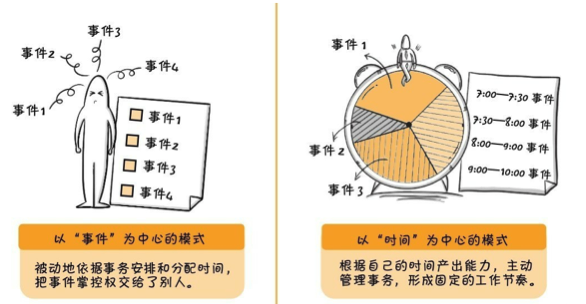 事件3
事件2
事件4
事件1
事件1
事件2
事件3
事件4
以“事件”为中心的模式
被动地依据事务安排和分配时间，
把事件掌控权交给了别人。
事件1
事件2
事件3
7:00—7:30 事件
7:30—8:00 事件
8:00—9:00 事件
9:00—10:00 事件
以“时间”为中心的模式
根据自己的时间产出能力，主动
管理事务，形成固定的工作节奏。